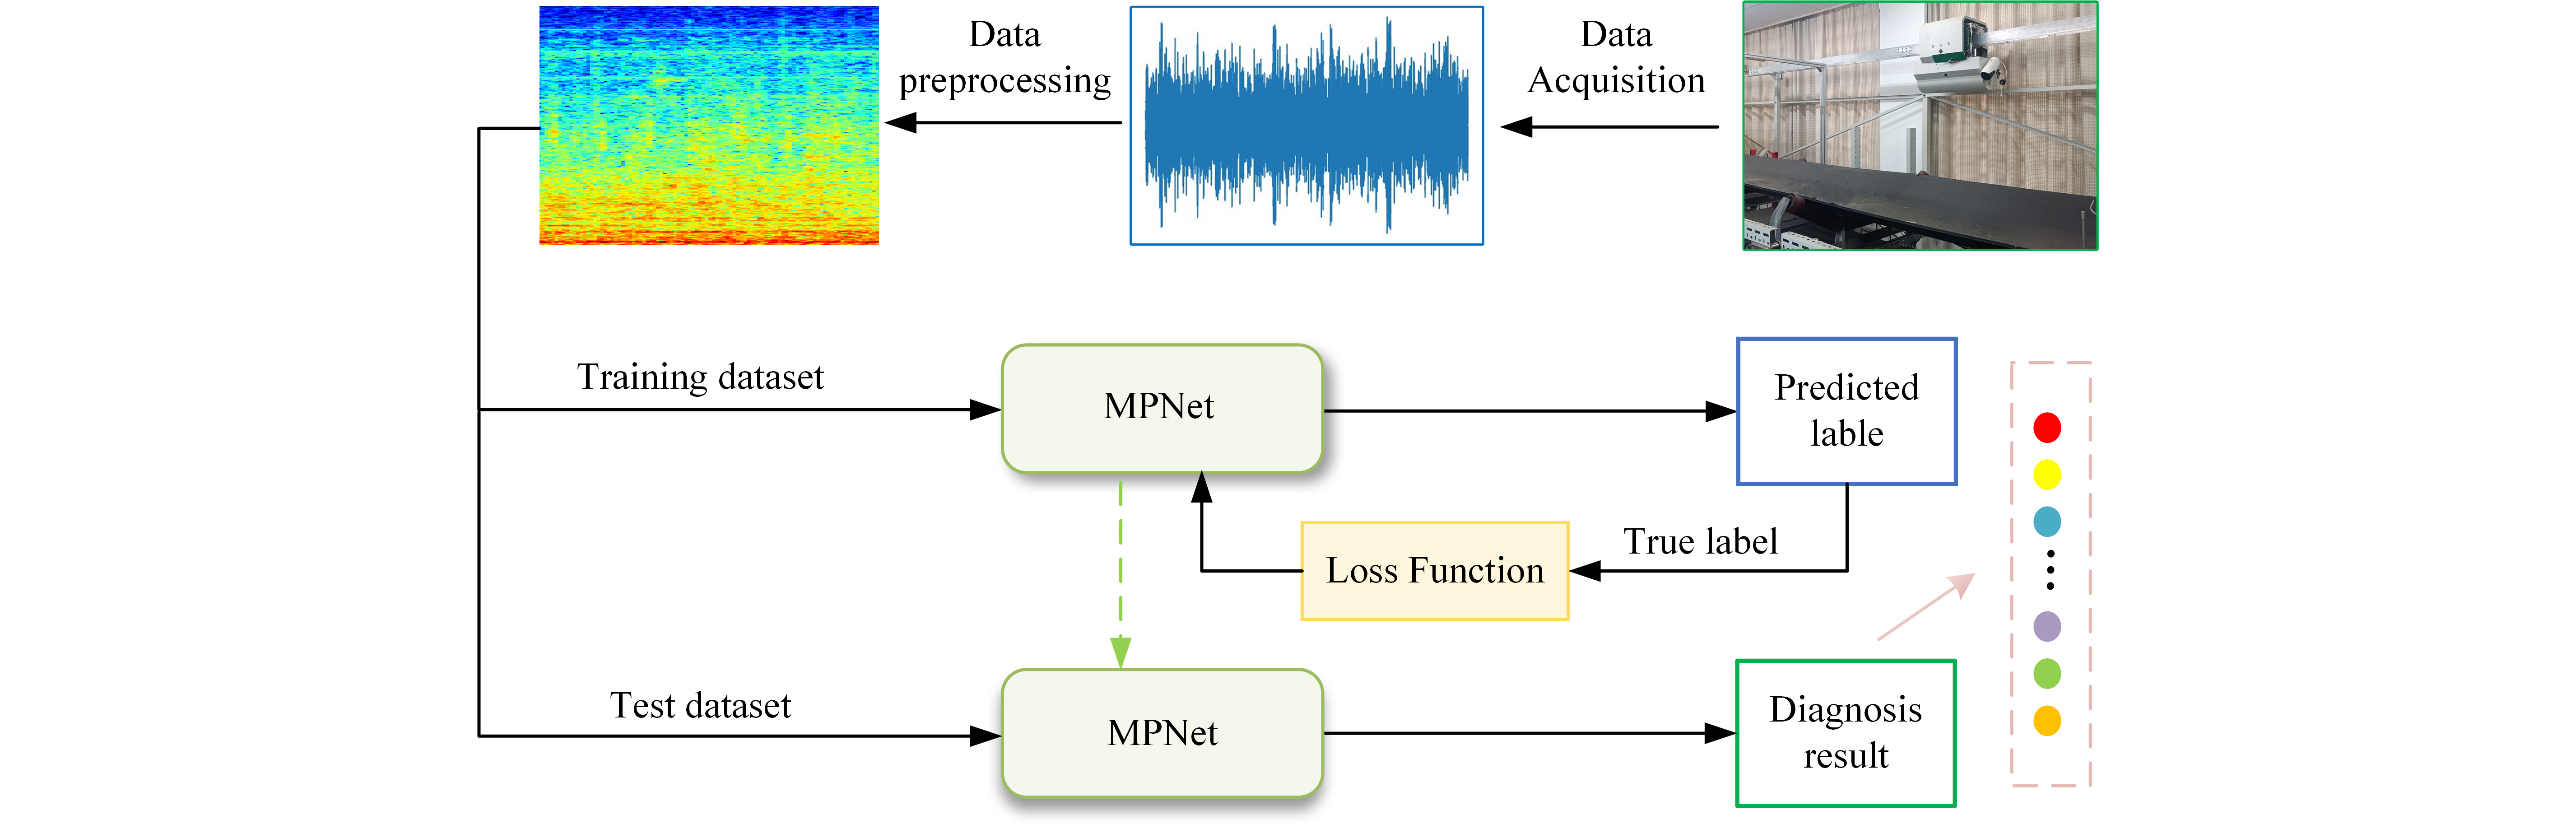 Data
preprocessing
Data
Acquisition
Training dataset
MPNet
Predicted
lable
Loss Function
True label
Test dataset
MPNet
Diagnosis
result